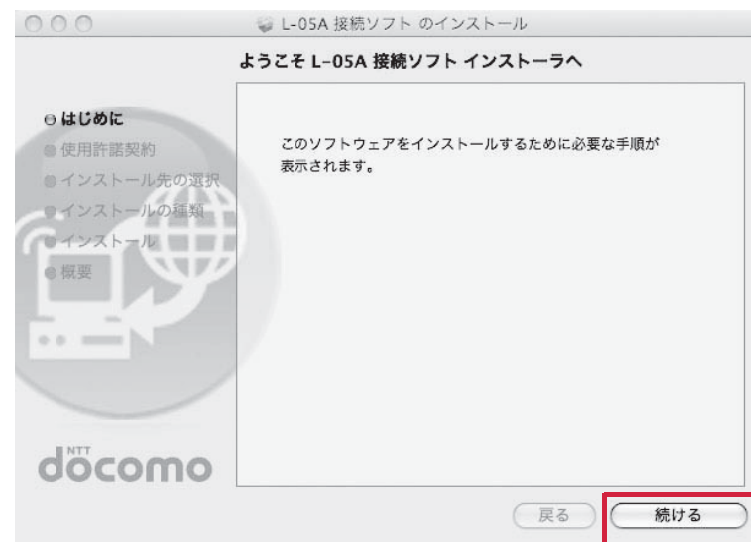 L-05A 接続ソフト のインストール
ようこそ L-05A 接続ソフト インストーラへ
はじめに
使用許諾契約
インストール先の選択
インストールの種類
インストール
概要
このソフトウェアをインストールするために必要な手順が
表示されます。
NTT
döcomo
戻る
続ける